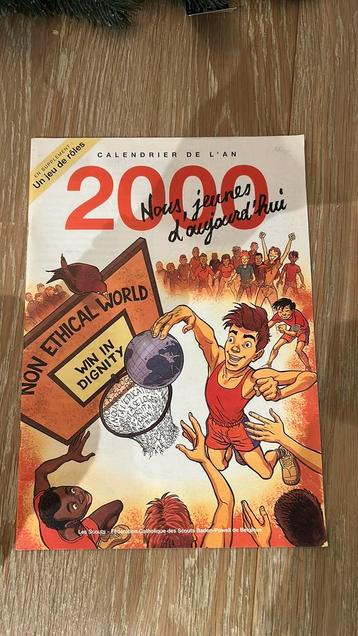 EN SUPPLEMENT
Un jeu de rôles
CALENDRIER DE L'AN
2000
Nous, jeunes
d'aujourd'hui
NON ETHICAL WORLD
WIN IN
DIGNITY
Les Scouts - Fédération Catholique des Scouts Baden-Powell de Belgique